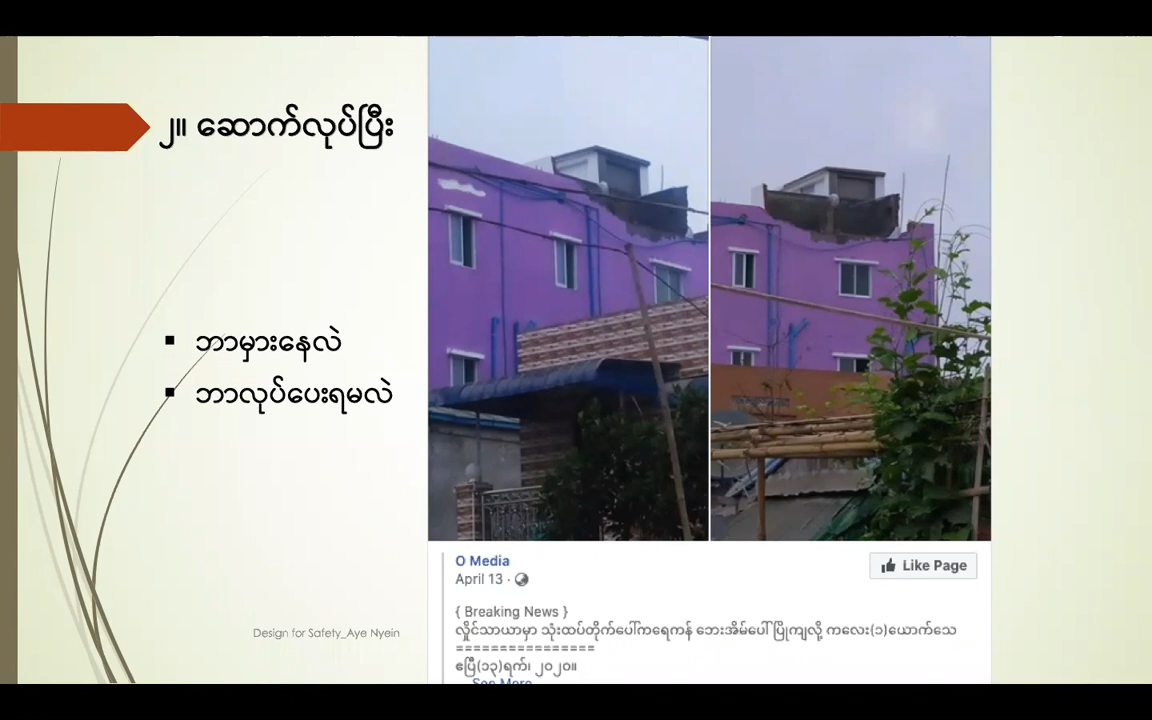 ၂။ ဆောက်လုပ်ပြီး
▪ ဘာမှားနေလဲ
▪ ဘာလုပ်ပေးရမလဲ
Design for Safety_Aye Nyein
O Media
Like Page
April 13 ·
{ Breaking News }
လှိုင်သာယာမှာ သုံးထပ်တိုက်ပေါ်ကရေကန် ဘေးအိမ်ပေါ် ပြိုကျလို့ ကလေး(၁)ယောက်သေ
================
ဧပြီ(၁၃)ရက်၊ ၂၀၂၀။
See More